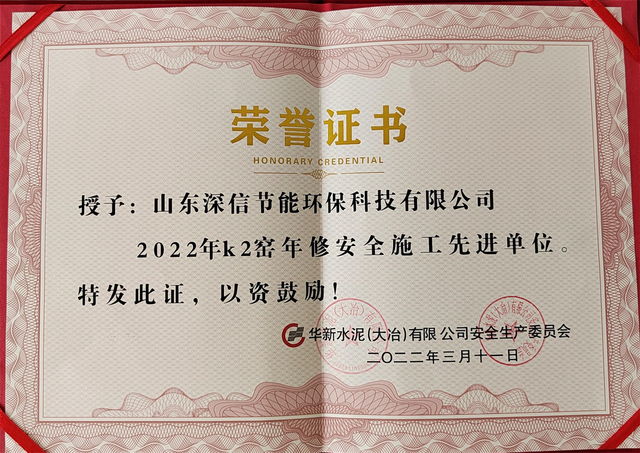 荣誉证书
HONORARY CREDENTIAL
授予：山东深信节能环保科技有限公司
2022年k2窑年修安全施工先进单位。
特发此证，以资鼓励！
华新水泥(大冶)有限公司安全生产委员会
二〇二二年三月十一日